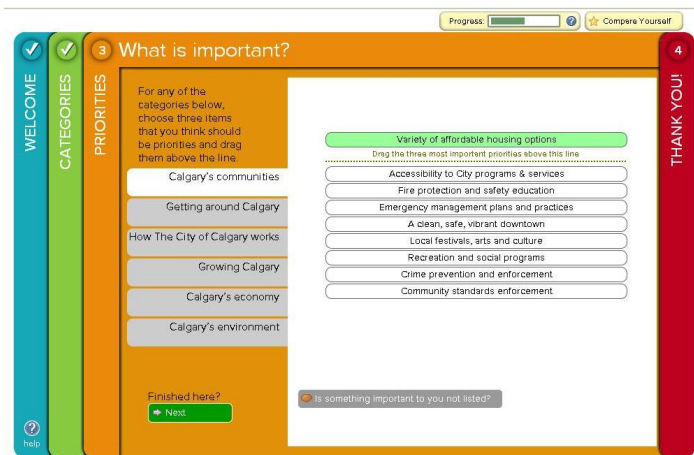 Progress:
Compare Yourself
WELCOME
CATEGORIES
PRIORITIES
3 What is important?
4
THANK YOU!
For any of the
categories below,
choose three items
that you think should
be priorities and drag
them above the line.
Calgary's communities
Getting around Calgary
How The City of Calgary works
Growing Calgary
Calgary's economy
Calgary's environment
Variety of affordable housing options
Drag the three most important priorities above this line
Accessibility to City programs & services
Fire protection and safety education
Emergency management plans and practices
A clean, safe, vibrant downtown
Local festivals, arts and culture
Recreation and social programs
Crime prevention and enforcement
Community standards enforcement
Finished here?
Next
Is something important to you not listed?
?
help